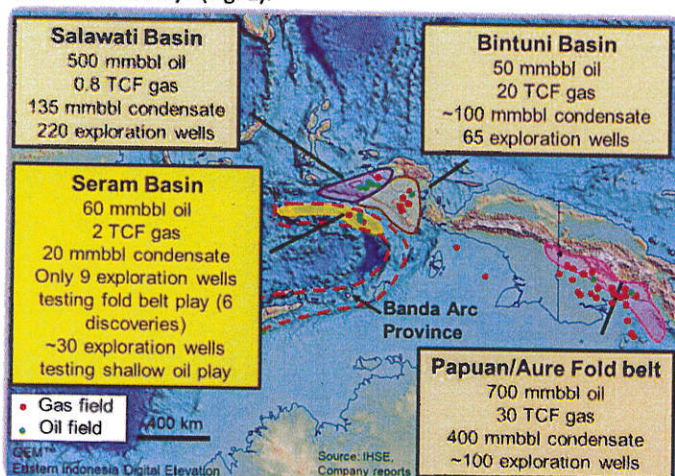 Salawati Basin
500 mmbbl oil
0.8 TCF gas
135 mmbbl condensate
220 exploration wells
Bintuni Basin
50 mmbbl oil
20 TCF gas
~100 mmbbl condensate
65 exploration wells
Seram Basin
60 mmbbl oil
2 TCF gas
20 mmbbl condensate
Only 9 exploration wells
testing fold belt play (6
discoveries)
~30 exploration wells
testing shallow oil play
Banda Arc
Province
Papuan/Aure Fold belt
700 mmbbl oil
30 TCF gas
400 mmbbl condensate
~100 exploration wells
Gas field
Oil field
400 km
Eastern Indonesia Digital Elevation
Source: IHSE,
Company reports